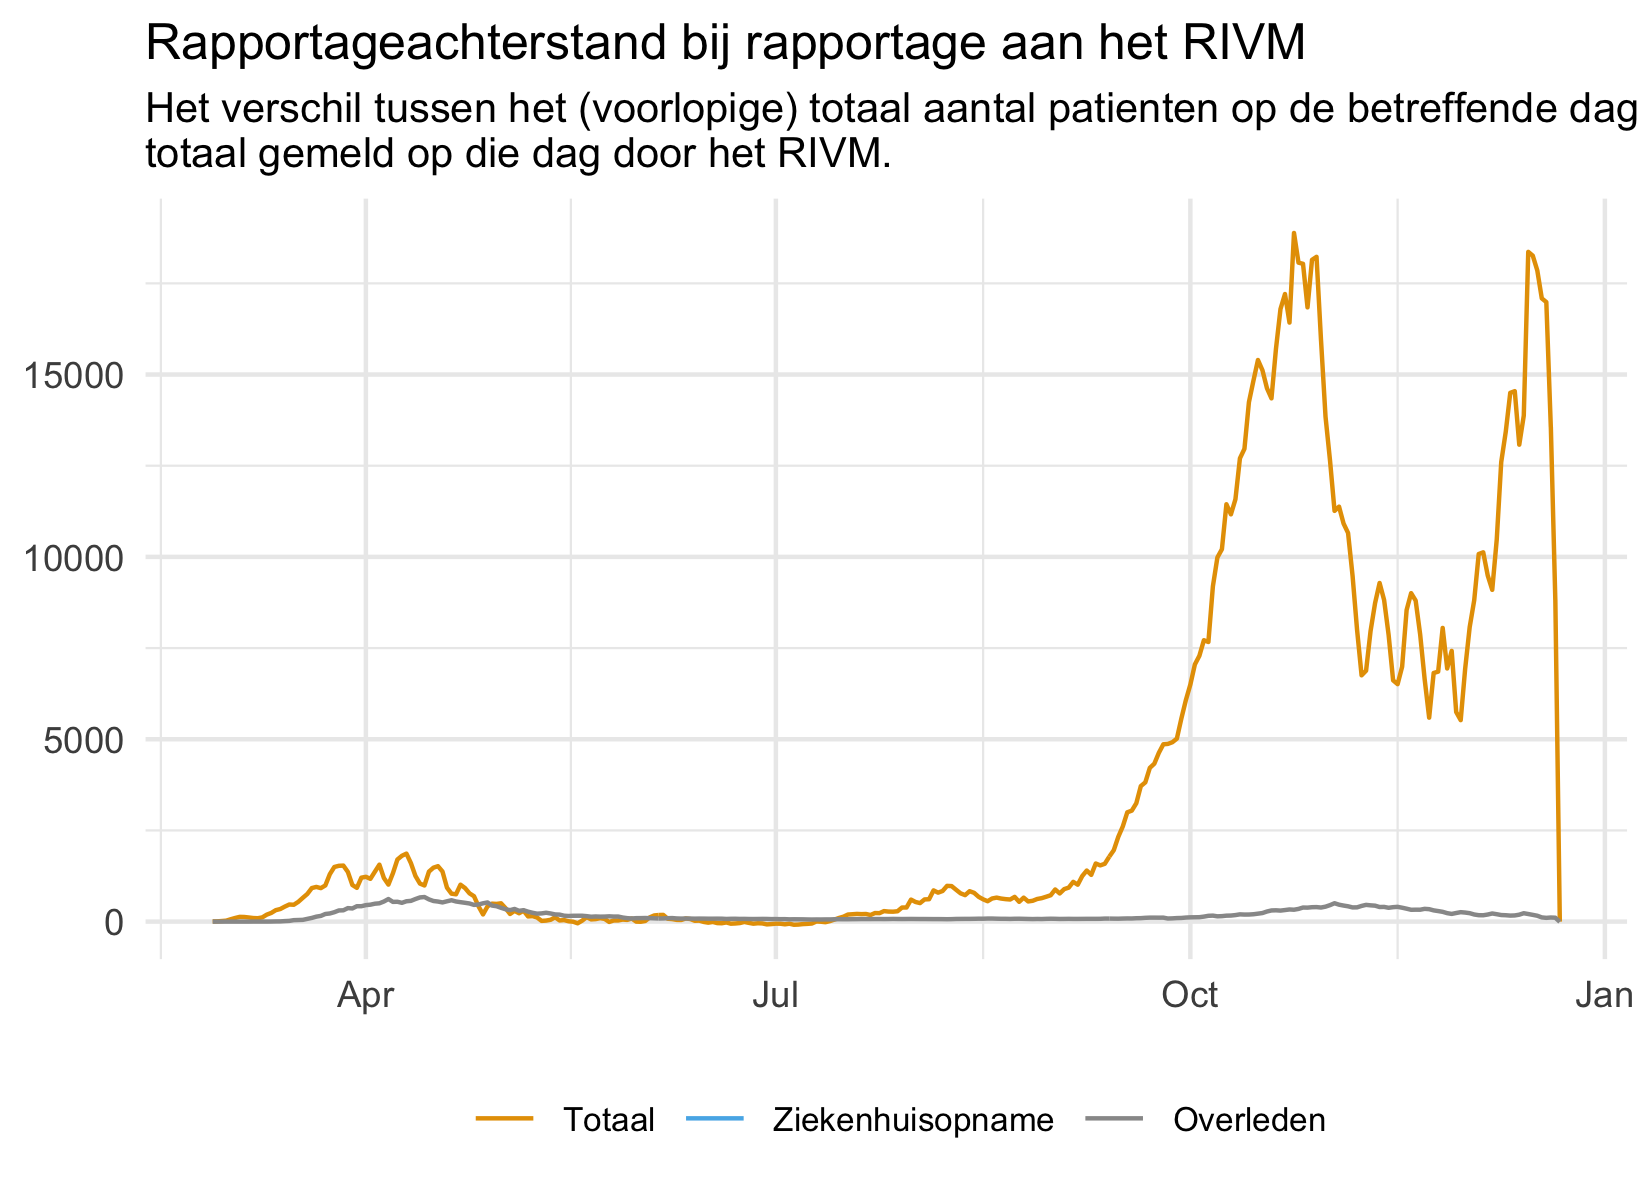 Rapportageachterstand bij rapportage aan het RIVM
Het verschil tussen het (voorlopige) totaal aantal patienten op de betreffende dag
totaal gemeld op die dag door het RIVM.
15000
10000
5000
0
Apr Jul Oct Jan
Totaal Ziekenhuisopname Overleden